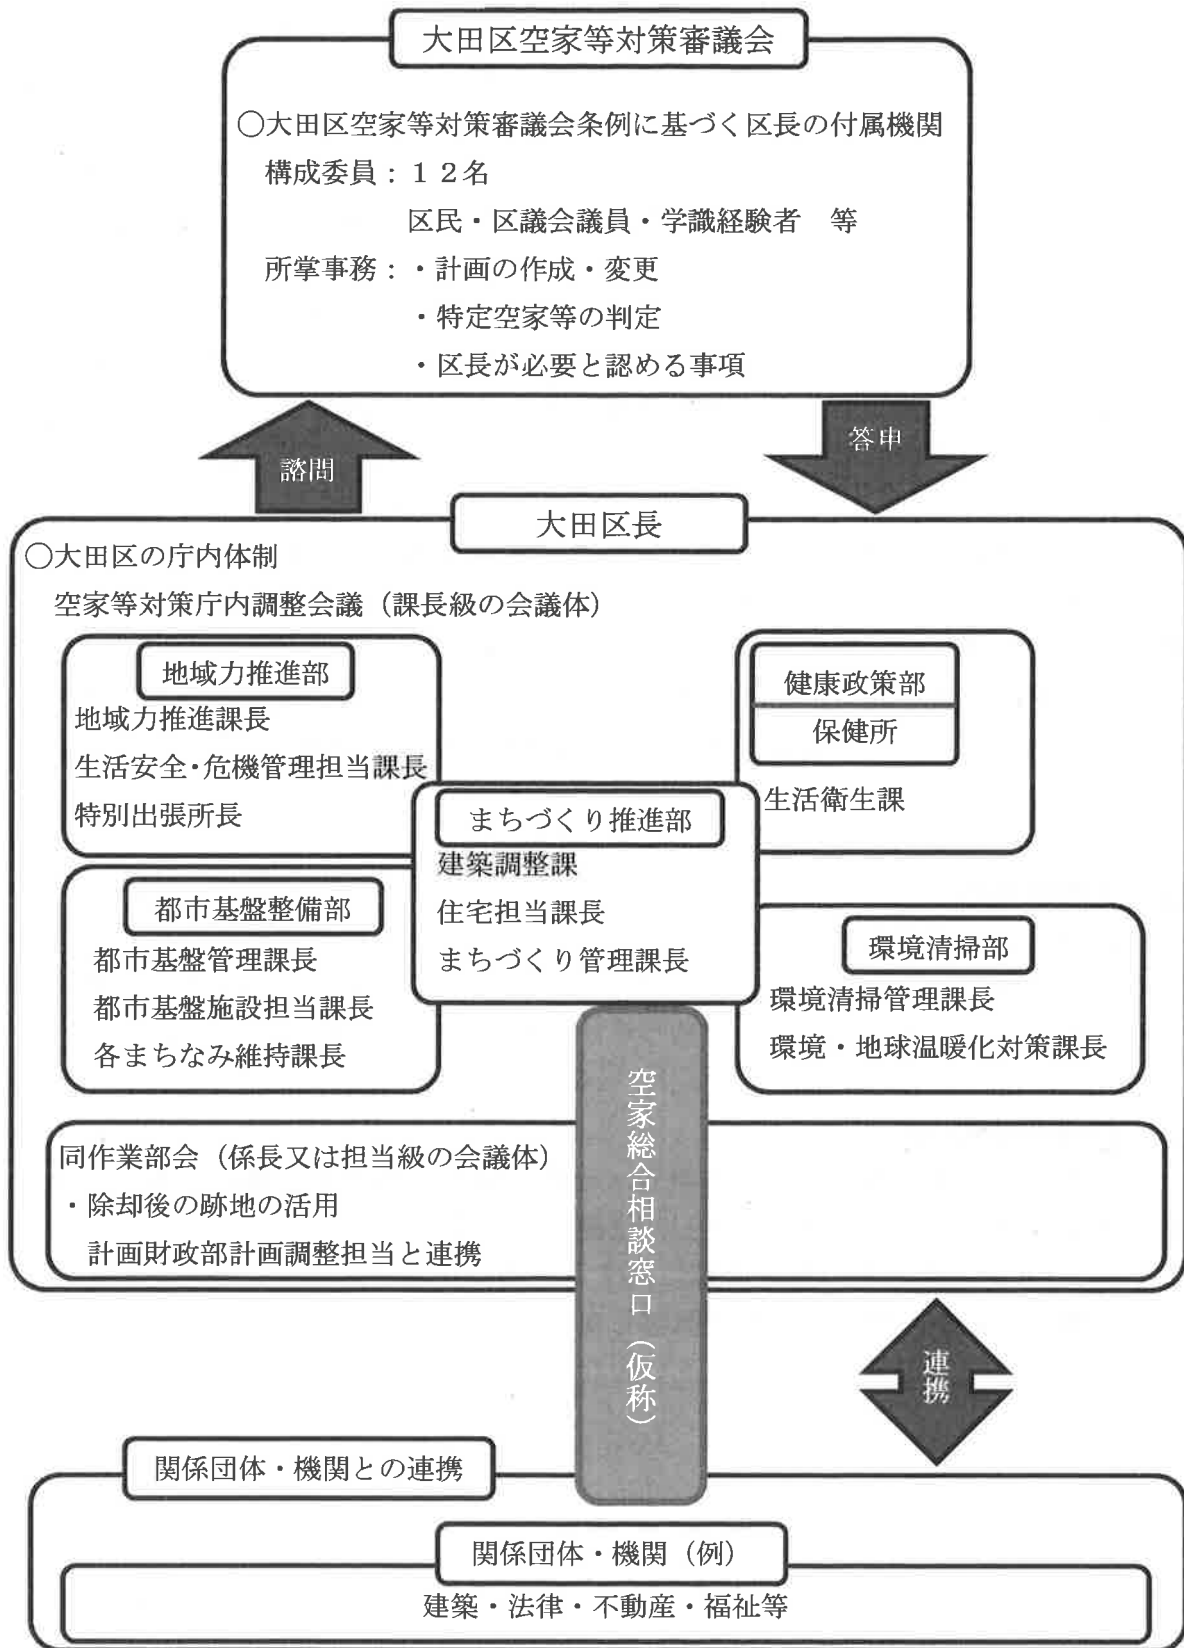 大田区空家等対策審議会
○大田区空家等対策審議会条例に基づく区長の付属機関
構成委員：１２名
区民・区議会議員・学識経験者　等
所掌事務：・計画の作成・変更
・特定空家等の判定
・区長が必要と認める事項
諮問
答申
大田区長
○大田区の庁内体制
空家等対策庁内調整会議（課長級の会議体）
地域力推進部
地域力推進課長
生活安全・危機管理担当課長
特別出張所長
健康政策部
保健所
生活衛生課
まちづくり推進部
建築調整課
住宅担当課長
まちづくり管理課長
都市基盤整備部
都市基盤管理課長
都市基盤施設担当課長
各まちなみ維持課長
環境清掃部
環境清掃管理課長
環境・地球温暖化対策課長
同作業部会（係長又は担当級の会議体）
・除却後の跡地の活用
計画財政部計画調整担当と連携
空家総合相談窓口（仮称）
連携
関係団体・機関との連携
関係団体・機関（例）
建築・法律・不動産・福祉等